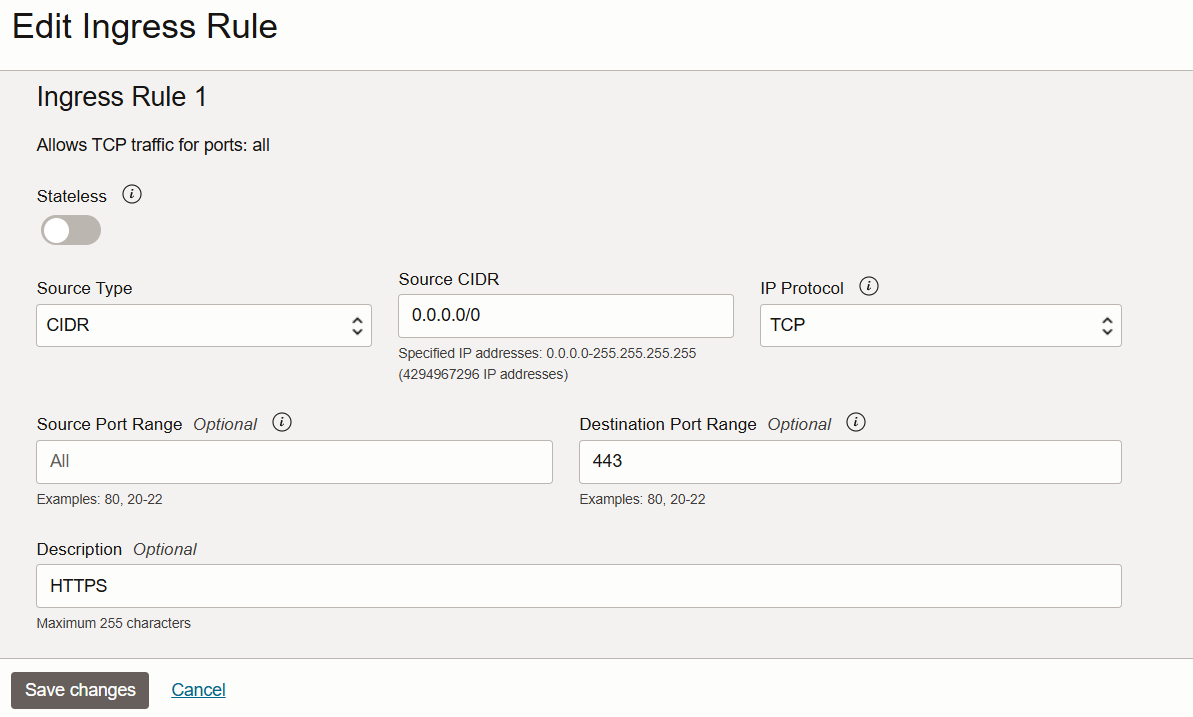 Edit Ingress Rule
Ingress Rule 1
Allows TCP traffic for ports: all
Stateless
Source Type
CIDR
Source CIDR
0.0.0.0/0
Specified IP addresses: 0.0.0.0-255.255.255.255
(4294967296 IP addresses)
IP Protocol
TCP
Source Port Range Optional
All
Examples: 80, 20-22
Destination Port Range Optional
443
Examples: 80, 20-22
Description Optional
HTTPS
Maximum 255 characters
Save changes
Cancel